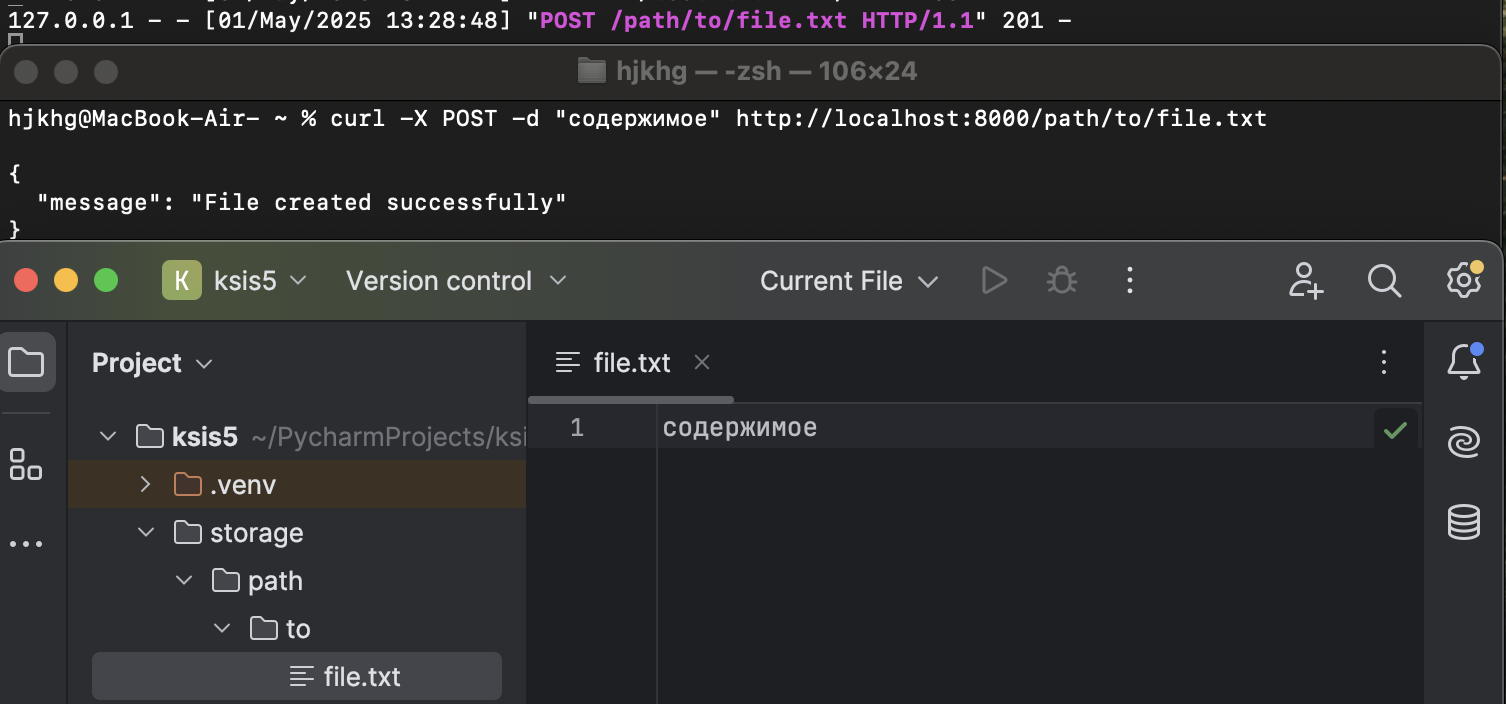 127.0.0.1 - - [01/May/2025 13:28:48] "POST /path/to/file.txt HTTP/1.1" 201 -
hjkhg — -zsh — 106×24
hjkhg@MacBook-Air- ~ % curl -X POST -d "содержимое" http://localhost:8000/path/to/file.txt
{
"message": "File created successfully"
}
K ksis5 Version control Current File
Project file.txt
ksis5 ~/PycharmProjects/ksi
1 содержимое
.venv
storage
path
to
file.txt